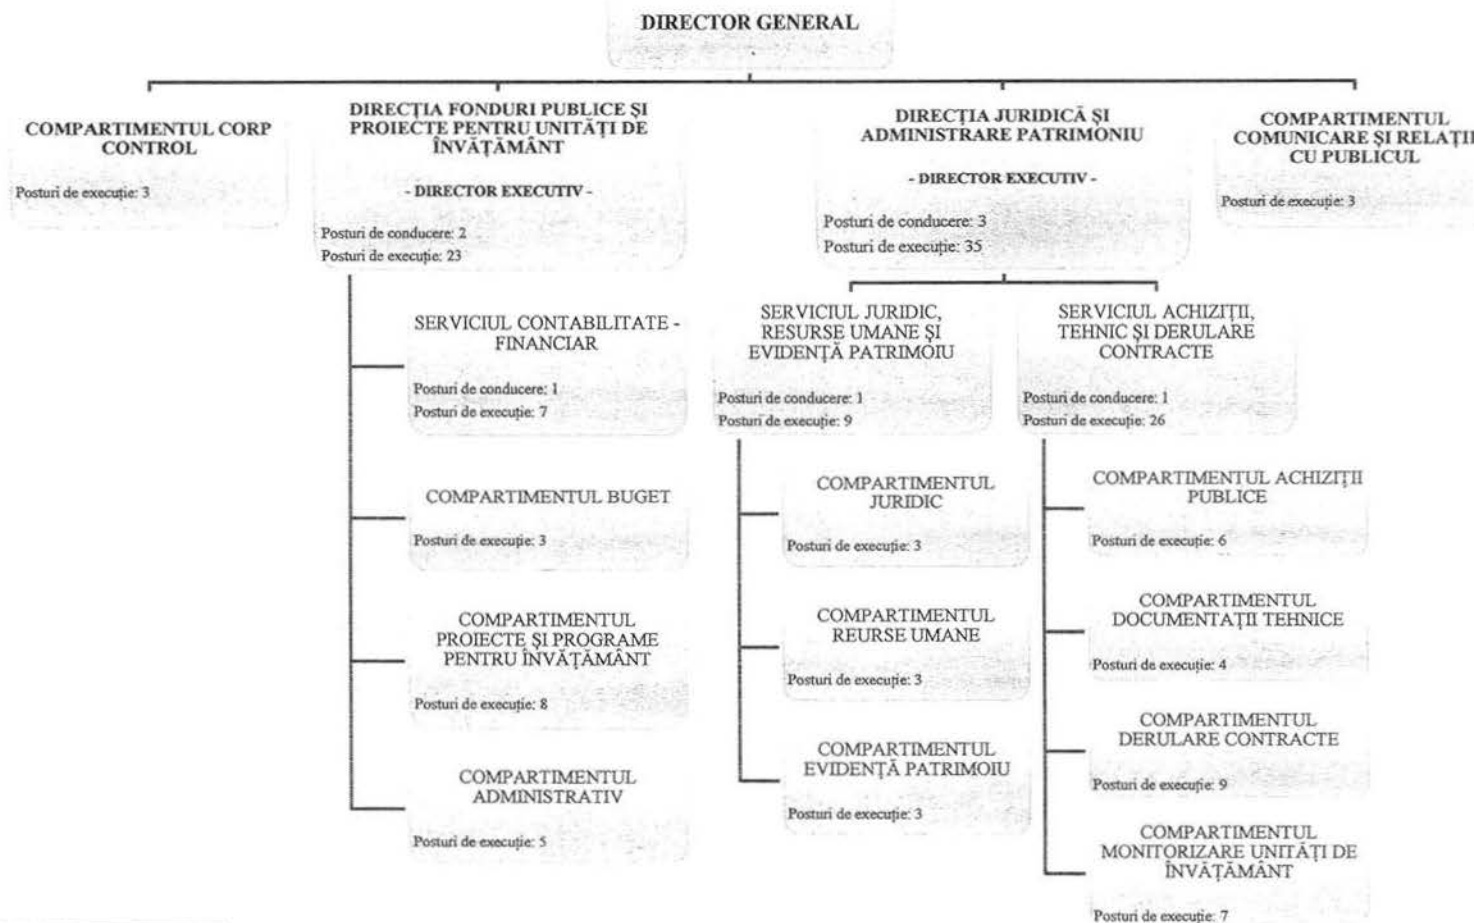 DIRECTOR GENERAL
COMPARTIMENTUL CORP
CONTROL
Posturi de execuție: 3
DIRECȚIA FONDURI PUBLICE ȘI
PROIECTE PENTRU UNITĂȚI DE
ÎNVĂȚĂMÂNT
- DIRECTOR EXECUTIV -
Posturi de conducere: 2
Posturi de execuție: 23
DIRECȚIA JURIDICĂ ȘI
ADMINISTRARE PATRIMONIU
- DIRECTOR EXECUTIV -
Posturi de conducere: 3
Posturi de execuție: 35
COMPARTIMENTUL
COMUNICARE ȘI RELAȚII
CU PUBLICUL
Posturi de execuție: 3
SERVICIUL CONTABILITATE -
FINANCIAR
Posturi de conducere: 1
Posturi de execuție: 7
COMPARTIMENTUL BUGET
Posturi de execuție: 3
COMPARTIMENTUL
PROIECTE ȘI PROGRAME
PENTRU ÎNVĂȚĂMÂNT
Posturi de execuție: 8
COMPARTIMENTUL
ADMINISTRATIV
Posturi de execuție: 5
SERVICIUL JURIDIC,
RESURSE UMANE ȘI
EVIDENȚĂ PATRIMOIU
Posturi de conducere: 1
Posturi de execuție: 9
COMPARTIMENTUL
JURIDIC
Posturi de execuție: 3
COMPARTIMENTUL
REURSE UMANE
Posturi de execuție: 3
COMPARTIMENTUL
EVIDENȚĂ PATRIMOIU
Posturi de execuție: 3
SERVICIUL ACHIZIȚII,
TEHNIC ȘI DERULARE
CONTRACTE
Posturi de conducere: 1
Posturi de execuție: 26
COMPARTIMENTUL ACHIZIȚII
PUBLICE
Posturi de execuție: 6
COMPARTIMENTUL
DOCUMENTAȚII TEHNICE
Posturi de execuție: 4
COMPARTIMENTUL
DERULARE CONTRACTE
Posturi de execuție: 9
COMPARTIMENTUL
MONITORIZARE UNITĂȚI DE
ÎNVĂȚĂMÂNT
Posturi de execuție: 7